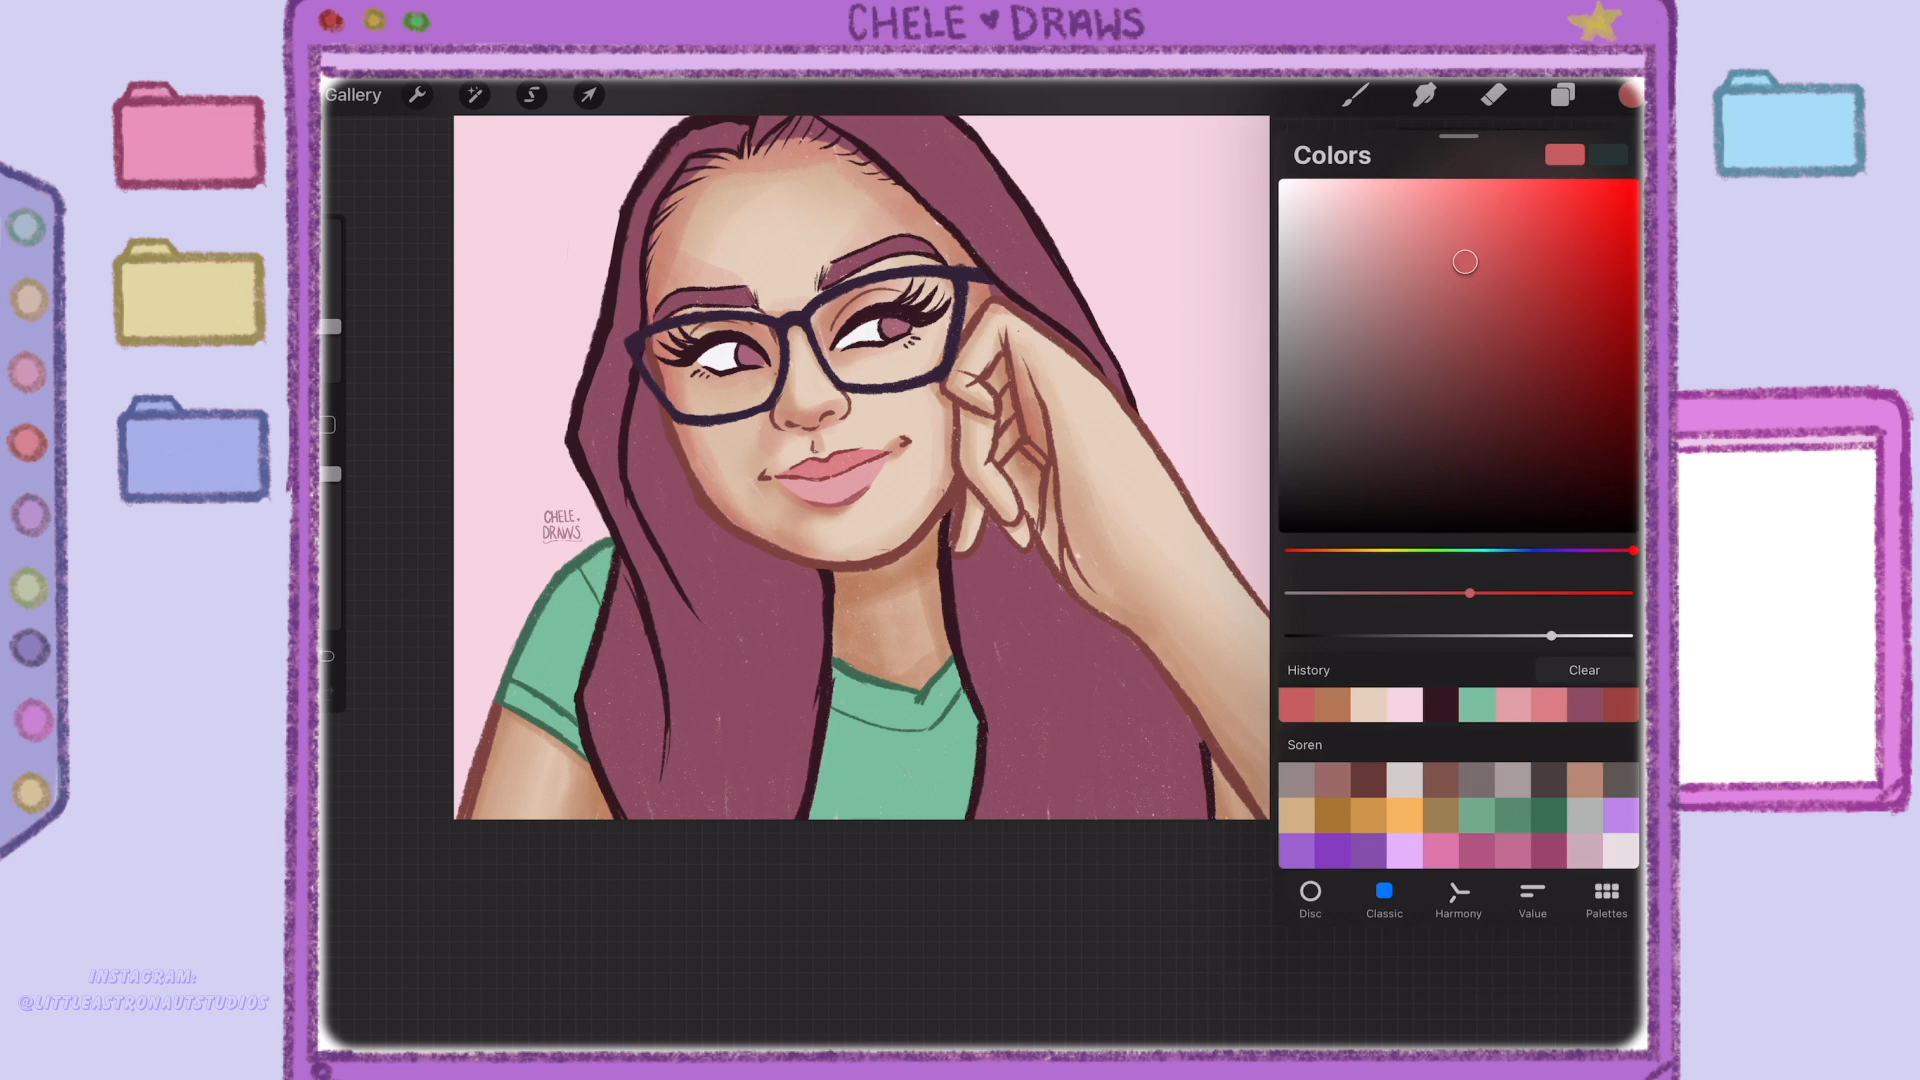 CHELE ♥ DRAWS
Gallery
Colors
CHELE.
DRAWS
History
Clear
Soren
Disc
Classic
Harmony
Value
Palettes
INSTAGRAM:
@LITTLEASTRONAUTSTUDIOS